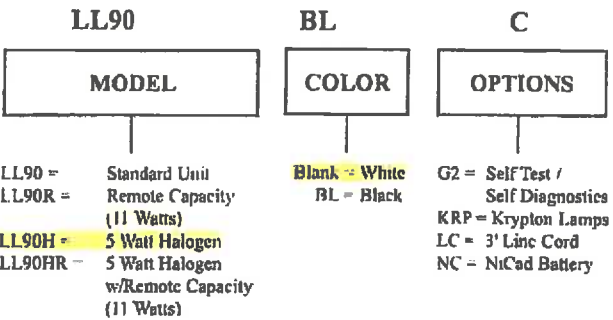 LL90 BL C
MODEL COLOR OPTIONS
LL90 = Standard Unit
LL90R = Remote Capacity
(11 Watts)
LL90H = 5 Watt Halogen
LL90HR = 5 Watt Halogen
w/Remote Capacity
(11 Watts)
Blank = White
BL = Black
G2 = Self Test /
Self Diagnostics
KRP = Krypton Lamps
LC = 3' Line Cord
NC = NiCad Battery